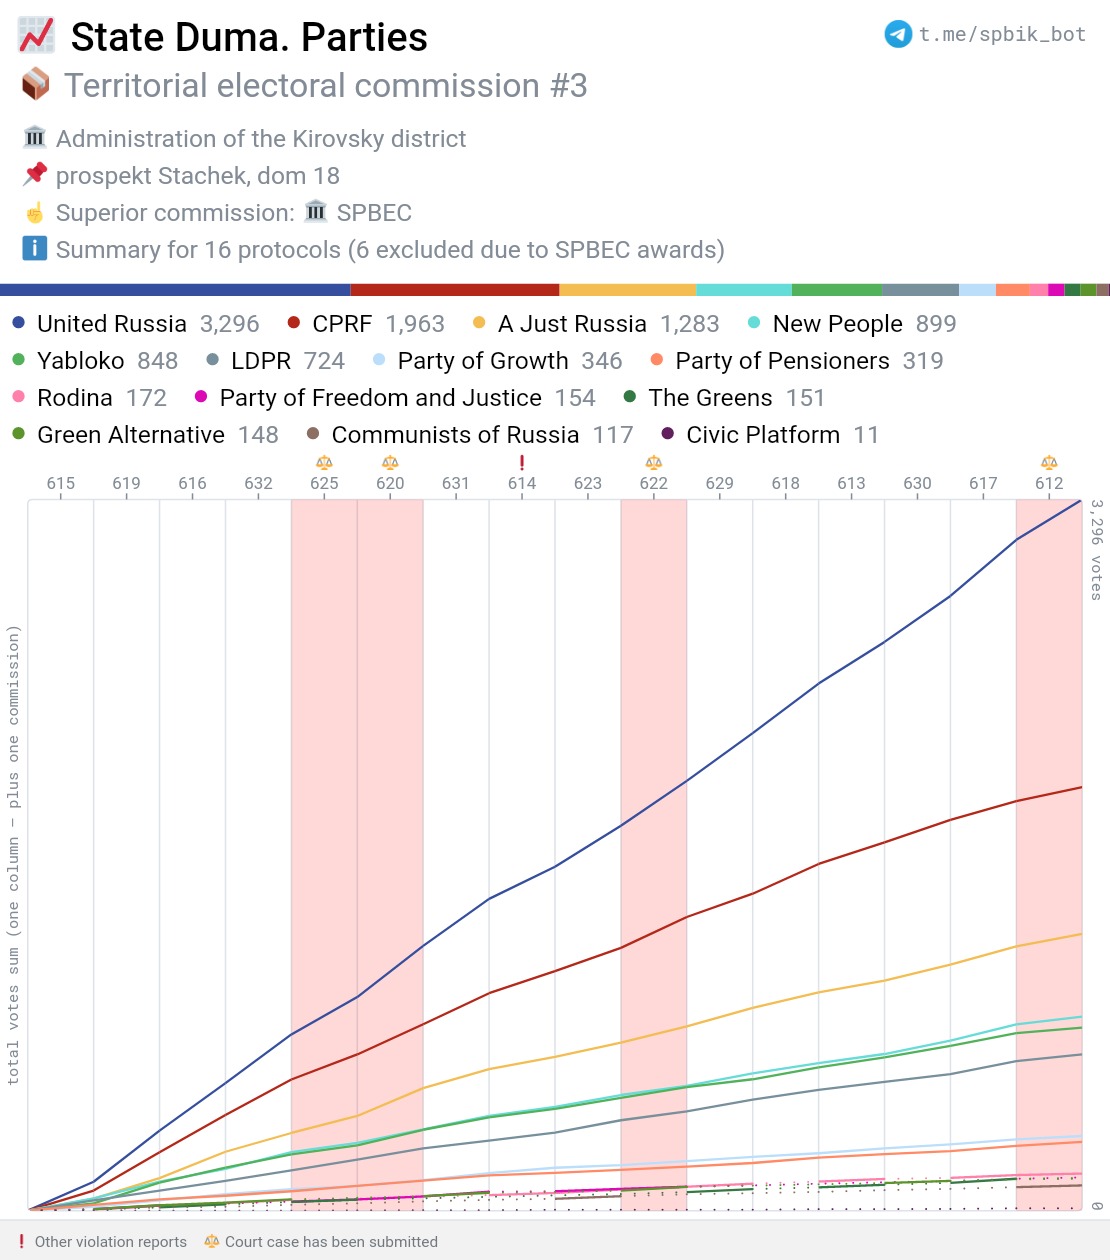 State Duma. Parties
t.me/spbik_bot
Territorial electoral commission #3
Administration of the Kirovsky district
prospekt Stachek, dom 18
Superior commission: SPBEC
Summary for 16 protocols (6 excluded due to SPBEC awards)
United Russia 3,296 CPRF 1,963 A Just Russia 1,283 New People 899
Yabloko 848 LDPR 724 Party of Growth 346 Party of Pensioners 319
Rodina 172 Party of Freedom and Justice 154 The Greens 151
Green Alternative 148 Communists of Russia 117 Civic Platform 11
615 619 616 632 625 620 631 614 623 622 629 618 613 630 617 612
3,296 votes
total votes sum (one column – plus one commission)
0
Other violation reports Court case has been submitted